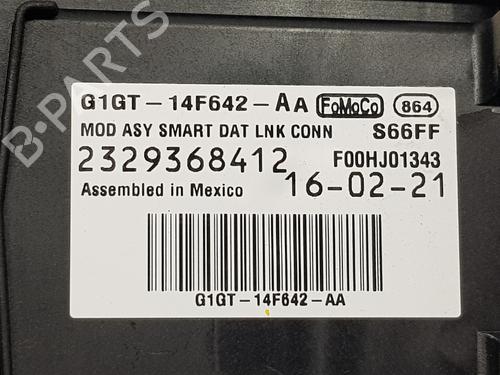 B-PARTS
G1GT-14F642-AA FoMoCo 864
MOD ASY SMART DAT LNK CONN S66FF
2329368412 F00HJ01343
Assembled in Mexico 16-02-21
G1GT-14F642-AA